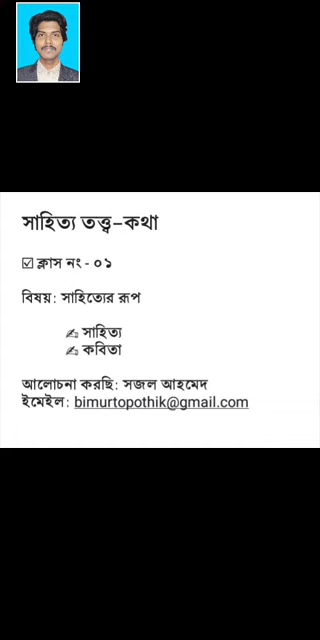 সাহিত্য তত্ত্ব-কথা
☑ ক্লাস নং - ০১
বিষয়: সাহিত্যের রূপ
✍ সাহিত্য
✍ কবিতা
আলোচনা করছি: সজল আহমেদ
ইমেইল: bimurtopothik@gmail.com